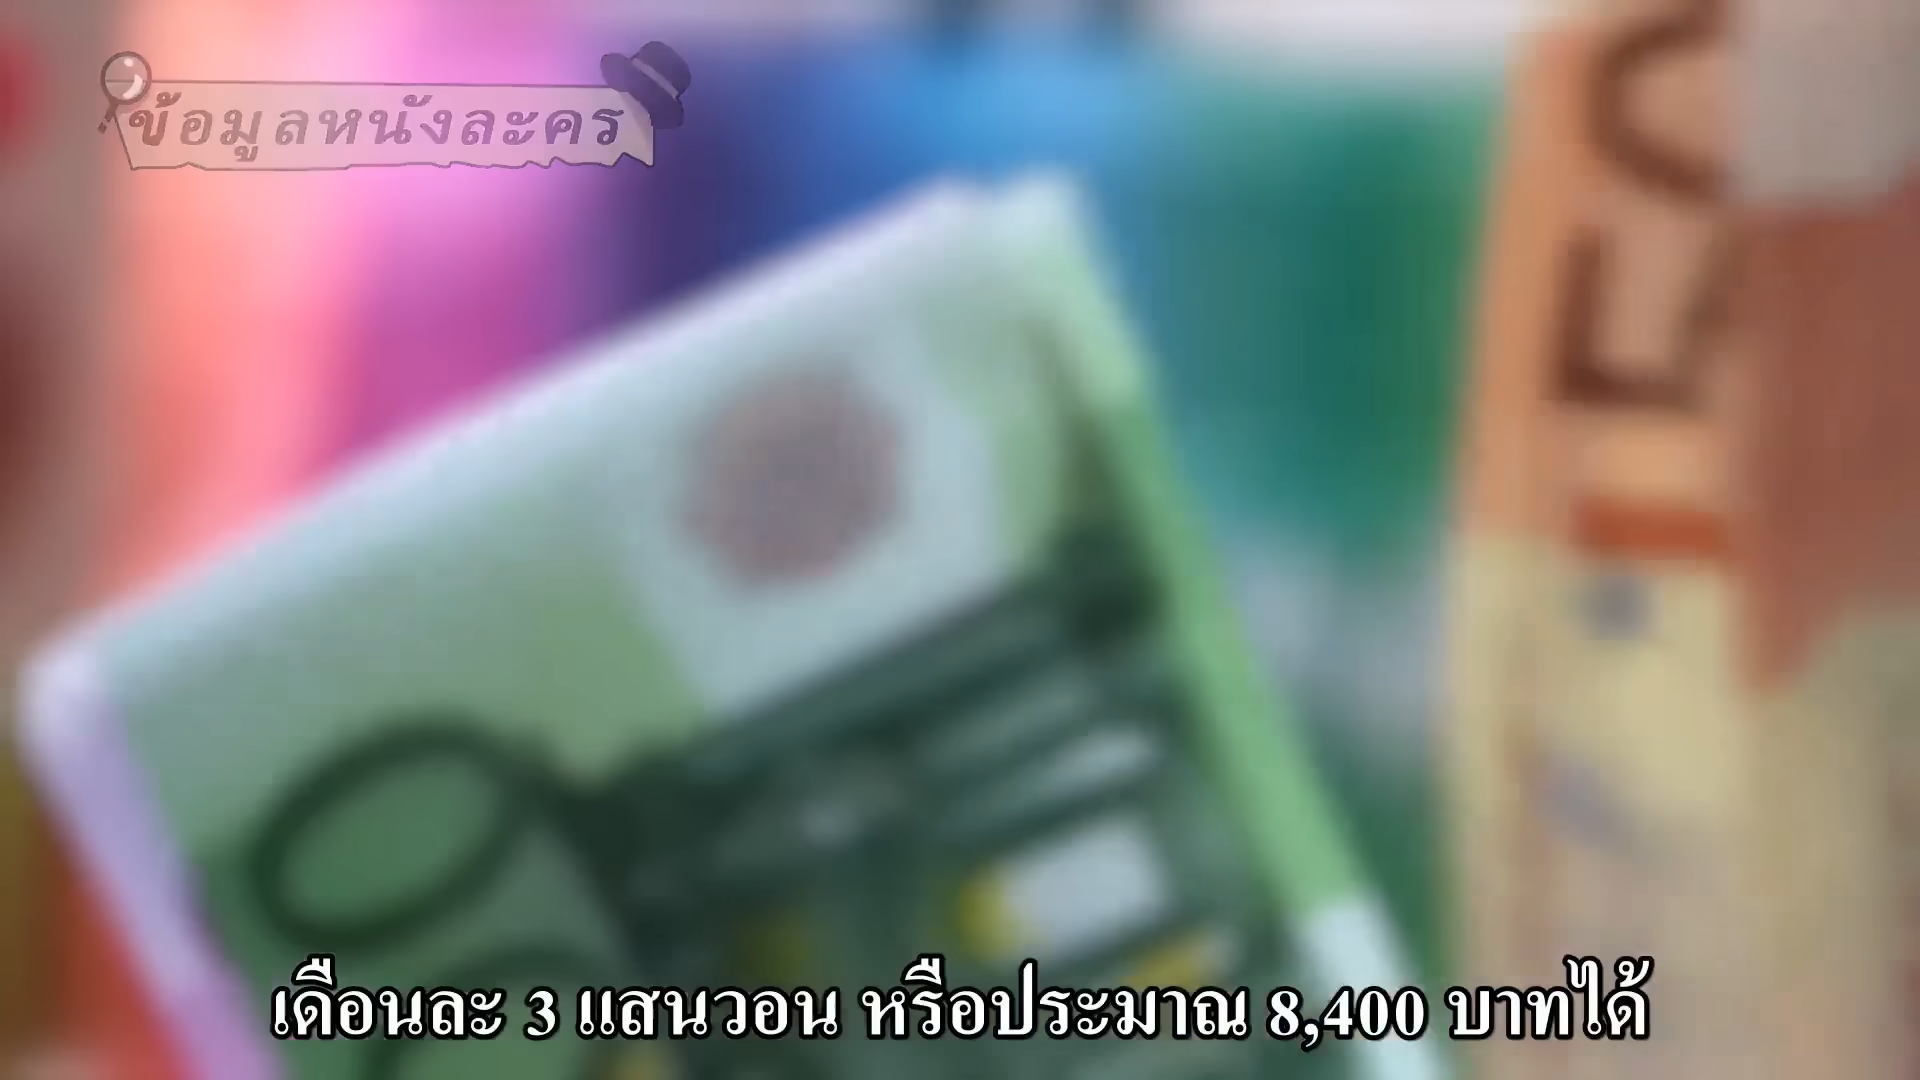 ข้อมูลหนังละคร
เดือนละ 3 แสนวอน หรือประมาณ 8,400 บาทได้